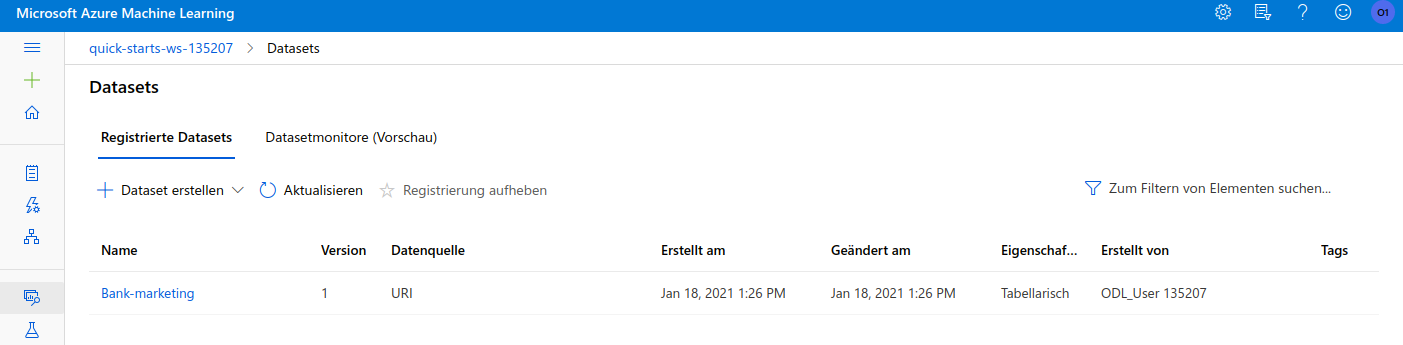 Microsoft Azure Machine Learning
O1
quick-starts-ws-135207 > Datasets
Datasets
Registrierte Datasets Datasetmonitore (Vorschau)
Dataset erstellen Aktualisieren Registrierung aufheben Zum Filtern von Elementen suchen...
Name Version Datenquelle Erstellt am Geändert am Eigenschaf... Erstellt von Tags
Bank-marketing 1 URI Jan 18, 2021 1:26 PM Jan 18, 2021 1:26 PM Tabellarisch ODL_User 135207